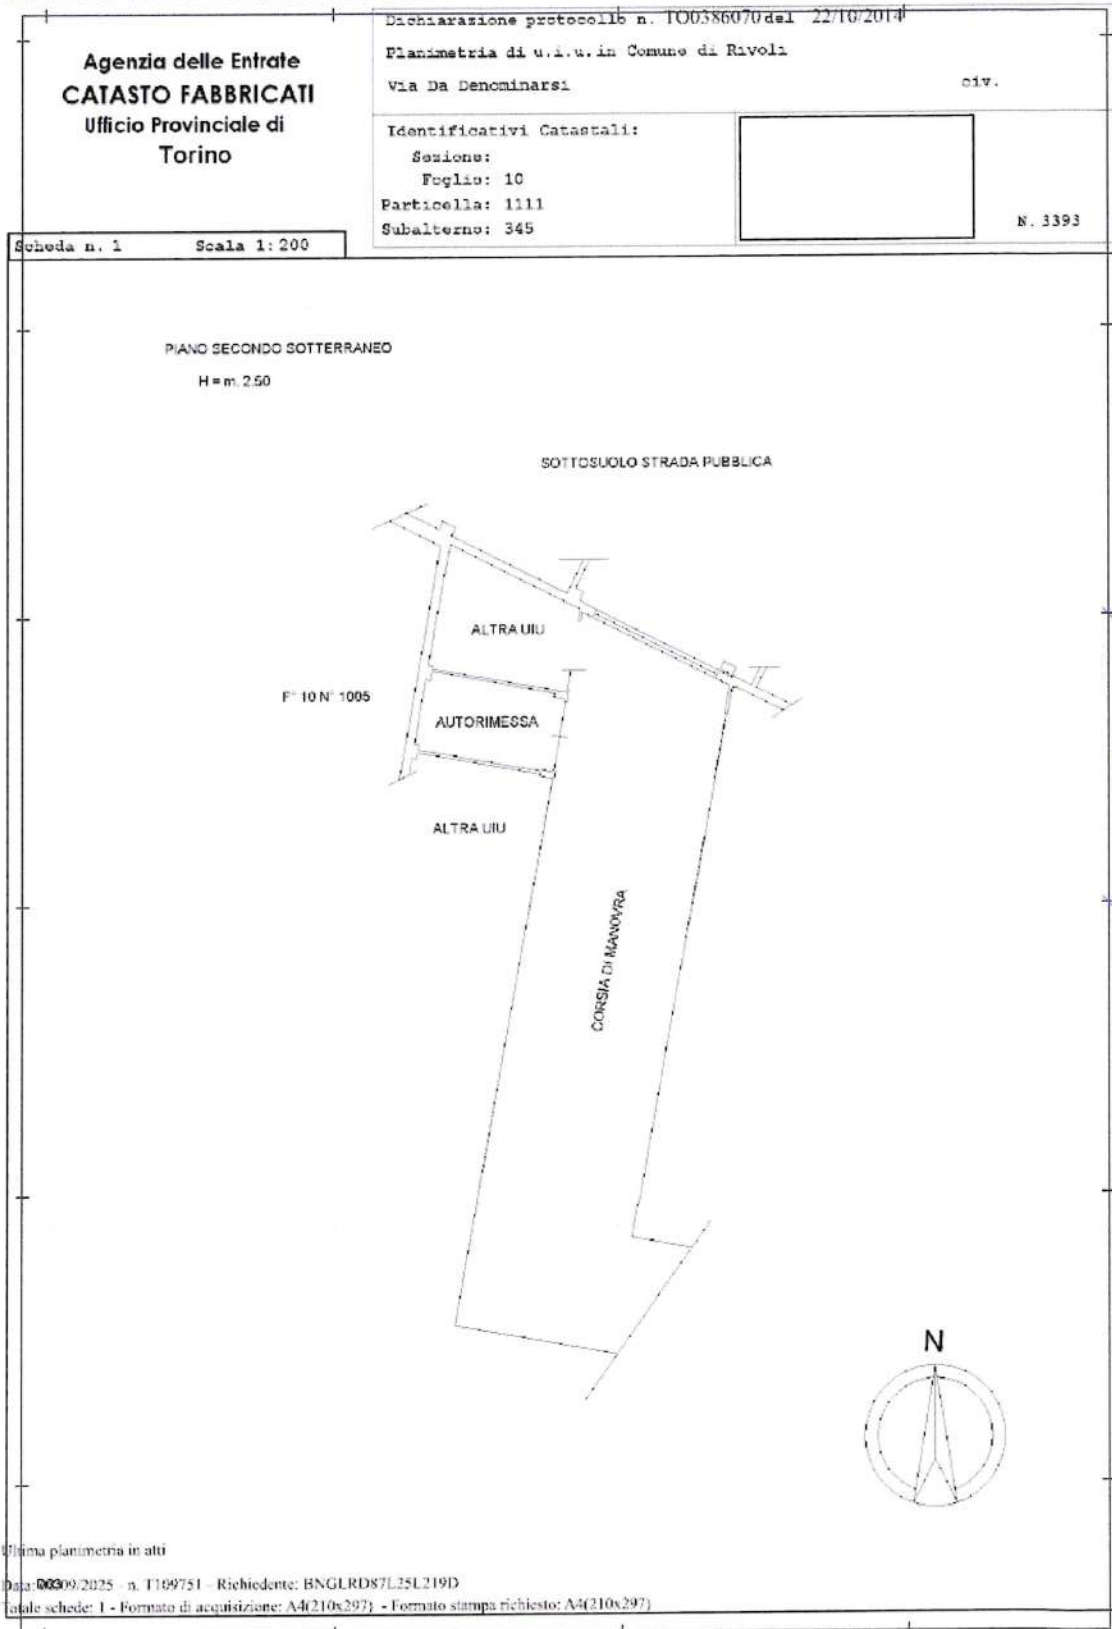 Agenzia delle Entrate
CATASTO FABBRICATI
Ufficio Provinciale di
Torino
Dichiarazione protocollo n. TO0386070 del 22/10/2014
Planimetria di u.i.u. in Comune di Rivoli
Via Da Denominarsi civ.
Identificativi Catastali:
Sezione:
Foglio: 10
Particella: 1111
Subalterno: 345
N. 3393
Scheda n. 1 Scala 1:200
PIANO SECONDO SOTTERRANEO
H = m. 2.50
SOTTOSUOLO STRADA PUBBLICA
ALTRA UIU
F° 10 N° 1005
AUTORIMESSA
ALTRA UIU
CORSIA DI MANOVRA
N
Ultima planimetria in atti
Data: /09/2025 - n. T109751 - Richiedente: BNGLRD87L25L219D
Totale schede: 1 - Formato di acquisizione: A4(210x297) - Formato stampa richiesto: A4(210x297)